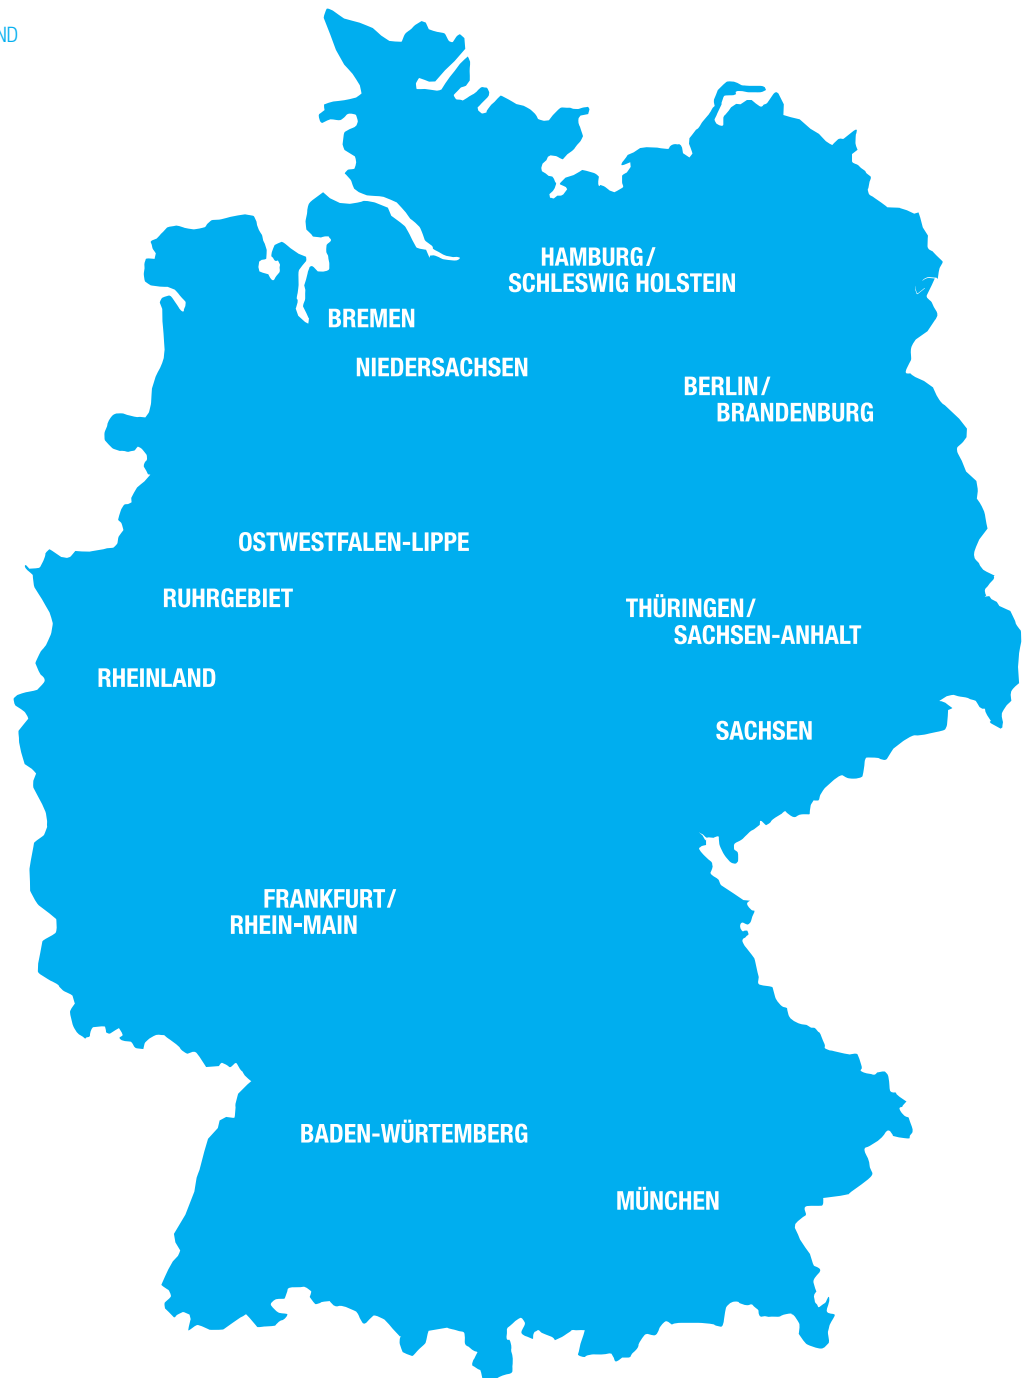 ND
HAMBURG/
SCHLESWIG HOLSTEIN
BREMEN
NIEDERSACHSEN
BERLIN/
BRANDENBURG
OSTWESTFALEN-LIPPE
RUHRGEBIET
THÜRINGEN/
SACHSEN-ANHALT
RHEINLAND
SACHSEN
FRANKFURT/
RHEIN-MAIN
BADEN-WÜRTEMBERG
MÜNCHEN